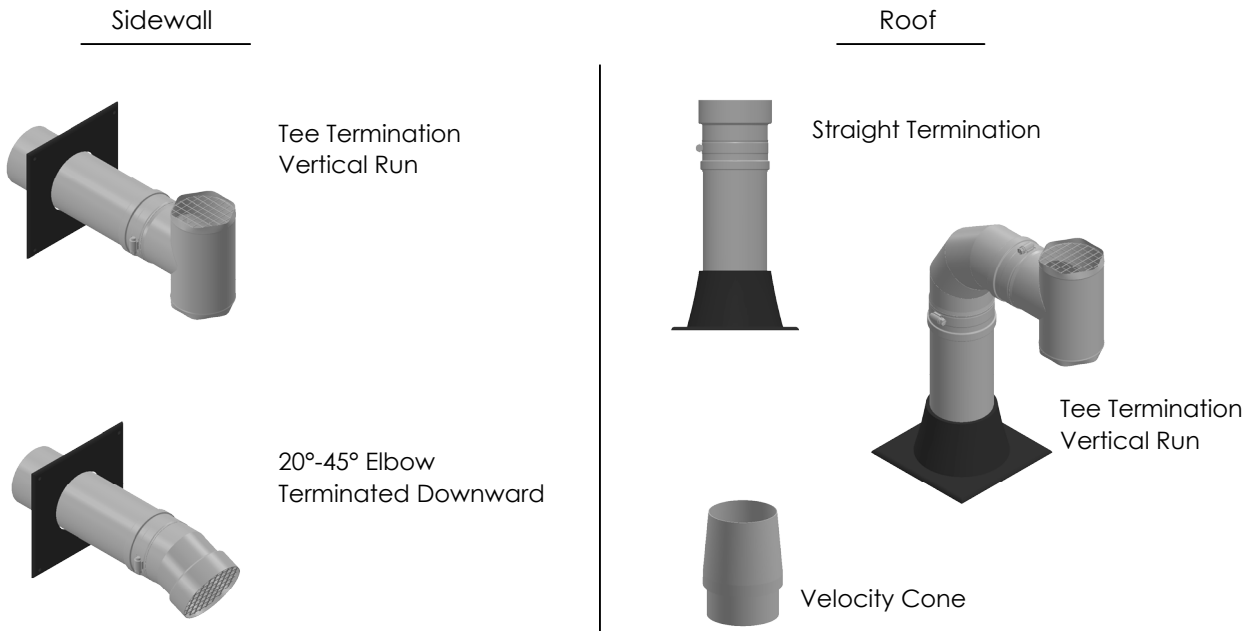 Sidewall
Tee Termination
Vertical Run
20°-45° Elbow
Terminated Downward
Roof
Straight Termination
Tee Termination
Vertical Run
Velocity Cone